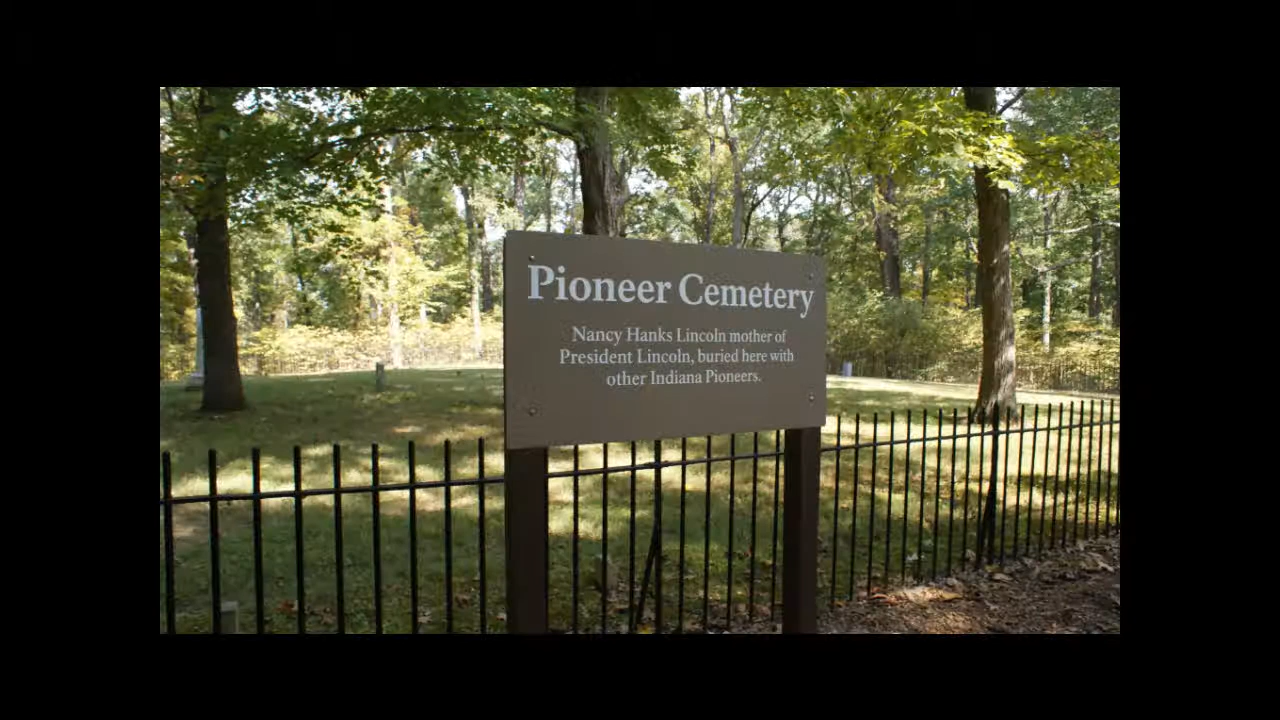 Pioneer Cemetery
Nancy Hanks Lincoln mother of
President Lincoln, buried here with
other Indiana Pioneers.